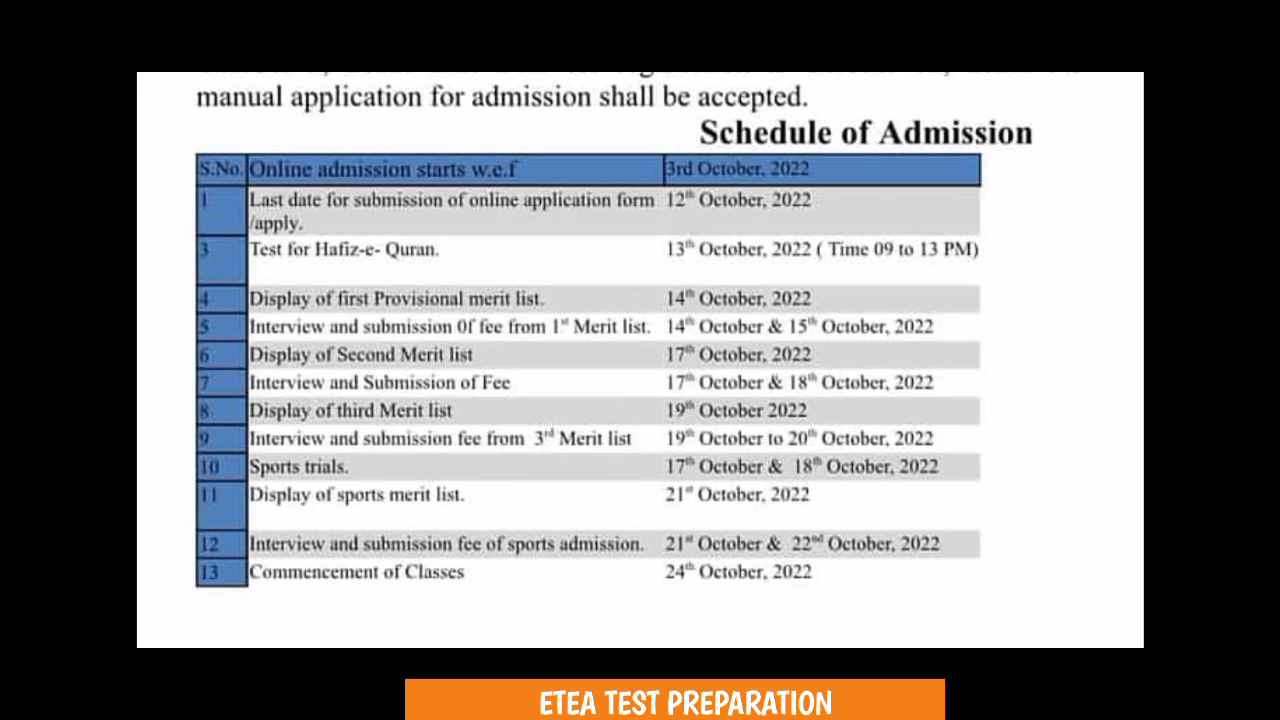 manual application for admission shall be accepted.
Schedule of Admission
S.No. Online admission starts w.e.f 3rd October, 2022
1 Last date for submission of online application form 12th October, 2022
/apply.
3 Test for Hafiz-e- Quran. 13th October, 2022 ( Time 09 to 13 PM)
4 Display of first Provisional merit list. 14th October, 2022
5 Interview and submission 0f fee from 1st Merit list. 14th October & 15th October, 2022
6 Display of Second Merit list 17th October, 2022
7 Interview and Submission of Fee 17th October & 18th October, 2022
8 Display of third Merit list 19th October 2022
9 Interview and submission fee from 3rd Merit list 19th October to 20th October, 2022
10 Sports trials. 17th October & 18th October, 2022
11 Display of sports merit list. 21st October, 2022
12 Interview and submission fee of sports admission. 21st October & 22nd October, 2022
13 Commencement of Classes 24th October, 2022
ETEA TEST PREPARATION